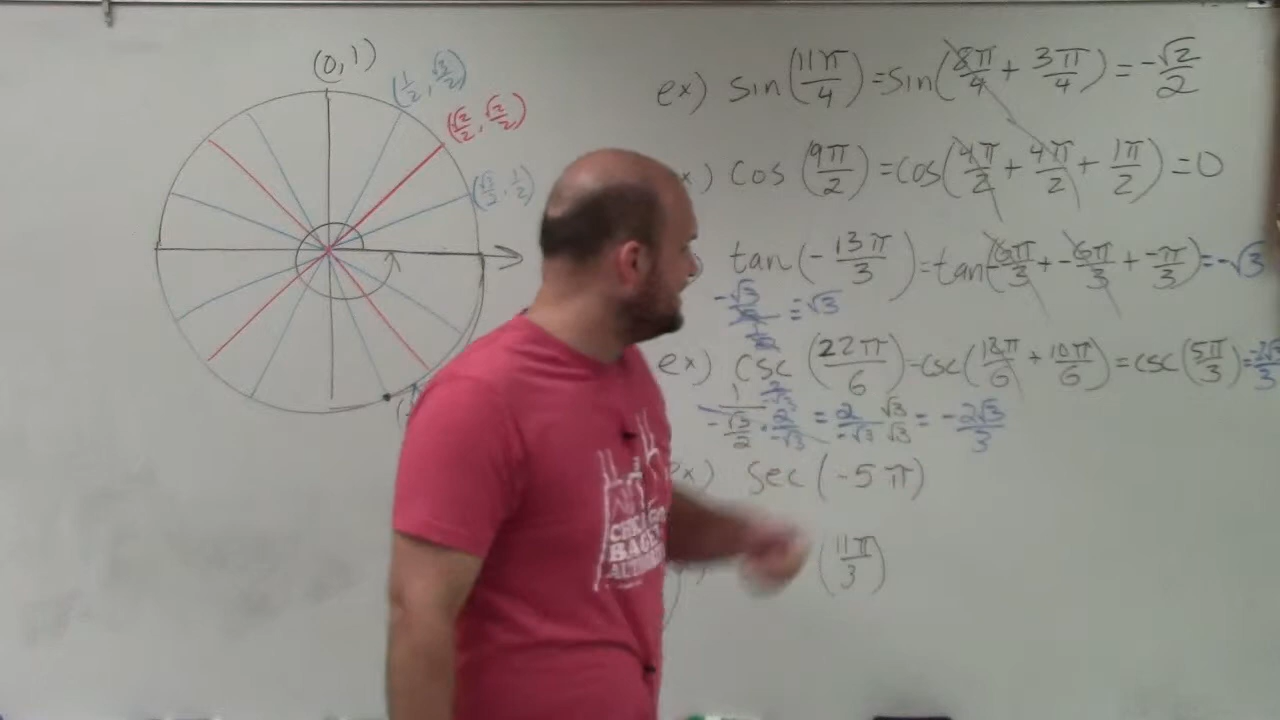 (0, 1)
(1/2, √3/2)
(√2/2, √2/2)
(√3/2, 1/2)
ex) sin(11π/4) = sin(8π/4 + 3π/4) = -√2/2
x) cos(9π/2) = cos(4π/2 + 4π/2 + 1π/2) = 0
tan(-13π/3) = tan(-6π/3 + -6π/3 + -π/3) = -√3
= √3
ex) csc(22π/6) = csc(12π/6 + 10π/6) = csc(5π/3) =
= 2/-√3 √3/√3 = -2√3/3
ex) sec(-5π)
(11π/3)
CHICAGO
BAGEL
AUTHORITY